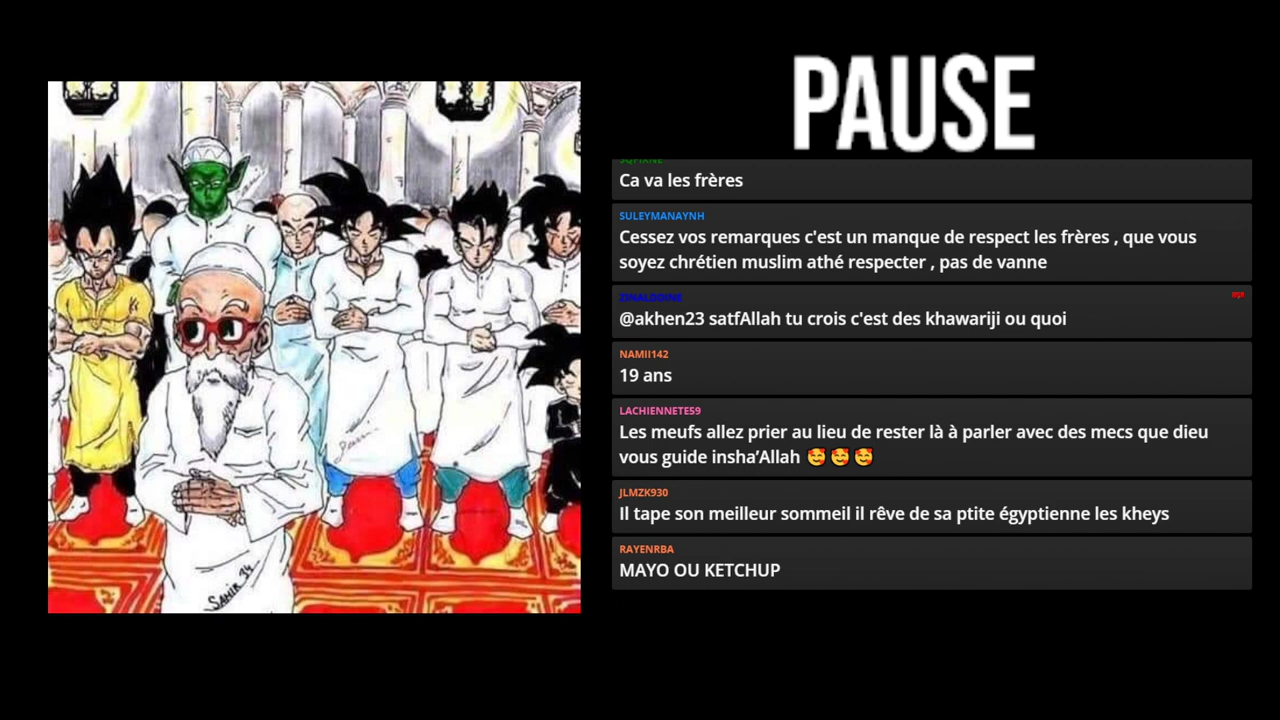 PAUSE
Ca va les frères
SULEYMANAYNH
Cessez vos remarques c'est un manque de respect les frères , que vous
soyez chrétien muslim athé respecter , pas de vanne
ZINALDDINE
@akhen23 satfAllah tu crois c'est des khawariji ou quoi
NAMII142
19 ans
LACHIENNETE59
Les meufs allez prier au lieu de rester là à parler avec des mecs que dieu
vous guide insha'Allah 🥰 🥰 🥰
JLMZK930
Il tape son meilleur sommeil il rêve de sa ptite égyptienne les kheys
RAYENRBA
MAYO OU KETCHUP
SAHIR 94